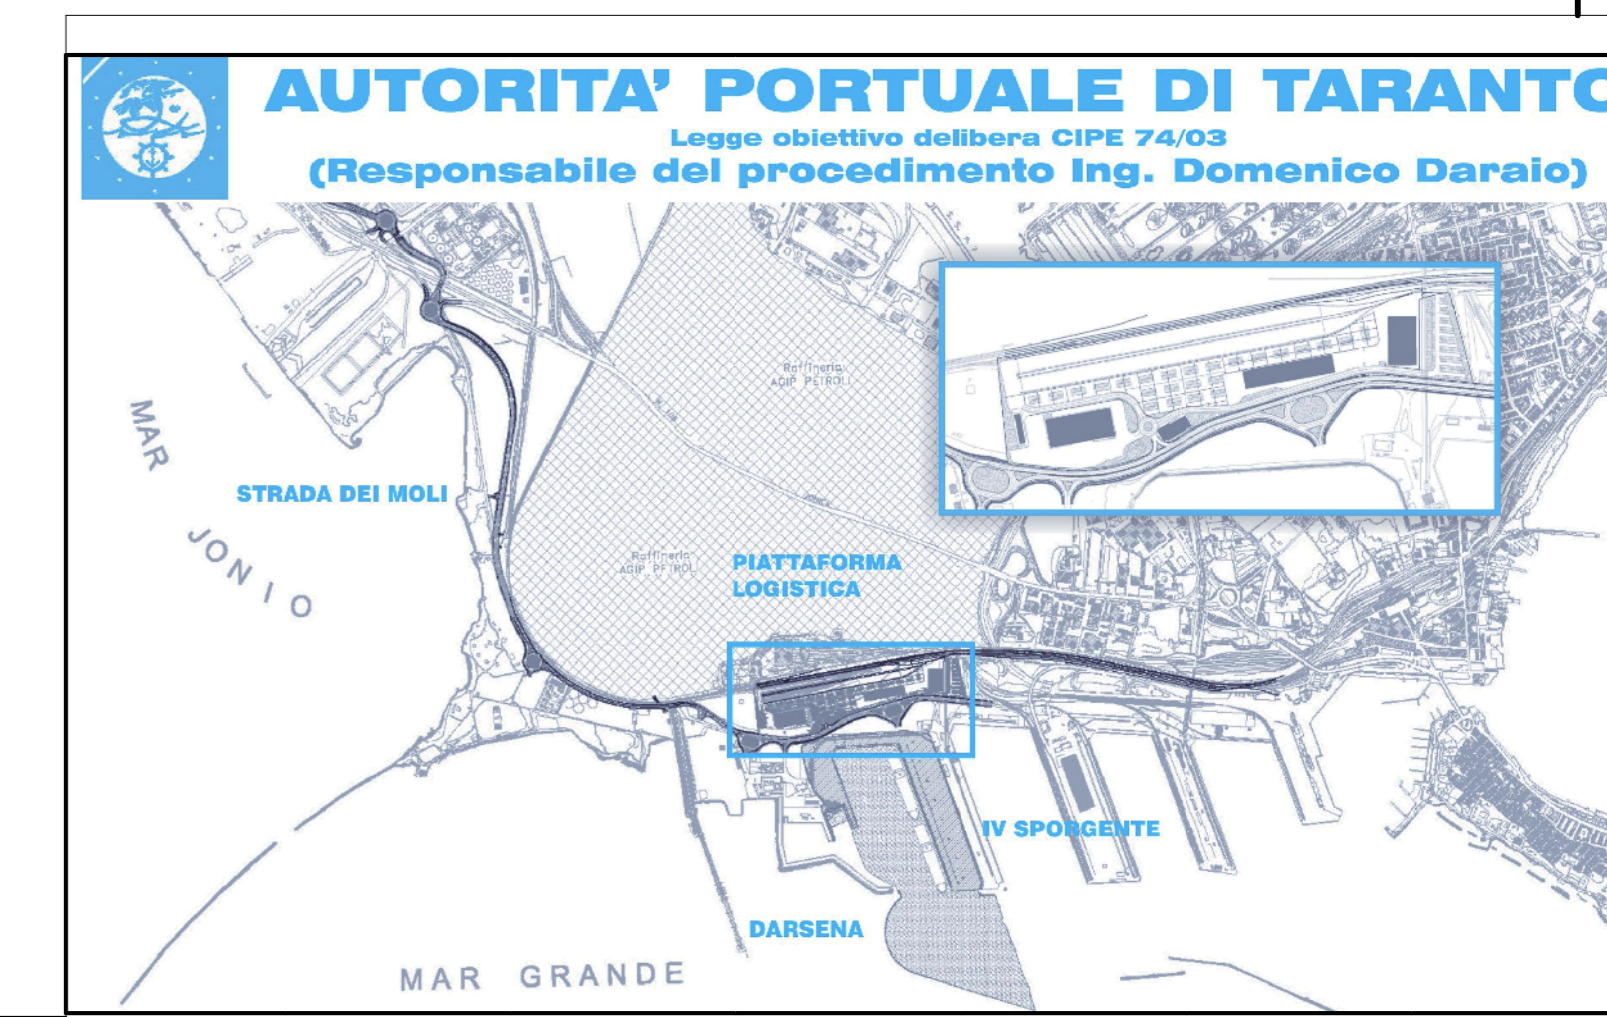 AUTORITA' PORTUALE DI TARANTO
Legge obiettivo delibera CIPE 74/03
(Responsabile del procedimento Ing. Domenico Daraio)
Raffineria
AGIP PETROLI
MAR
JONIO
STRADA DEI MOLI
Raffineria
AGIP PETROLI
PIATTAFORMA
LOGISTICA
IV SPORGENTE
DARSENA
MAR GRANDE